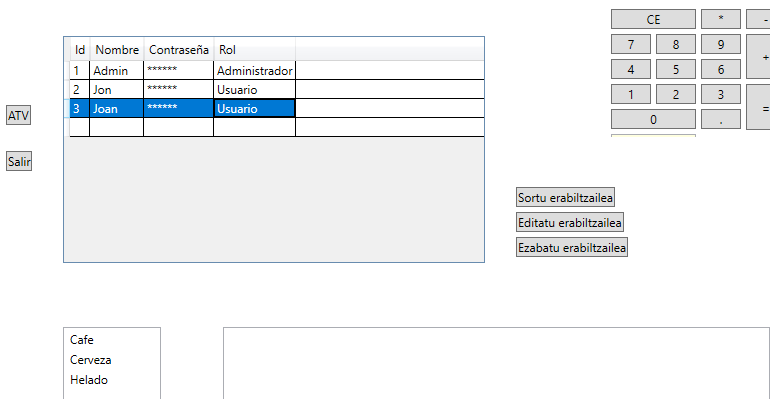 CE * -
7 8 9 +
4 5 6
1 2 3 =
0 .
Id Nombre Contraseña Rol
1 Admin ****** Administrador
2 Jon ****** Usuario
3 Joan ****** Usuario
ATV
Salir
Sortu erabiltzailea
Editatu erabiltzailea
Ezabatu erabiltzailea
Cafe
Cerveza
Helado